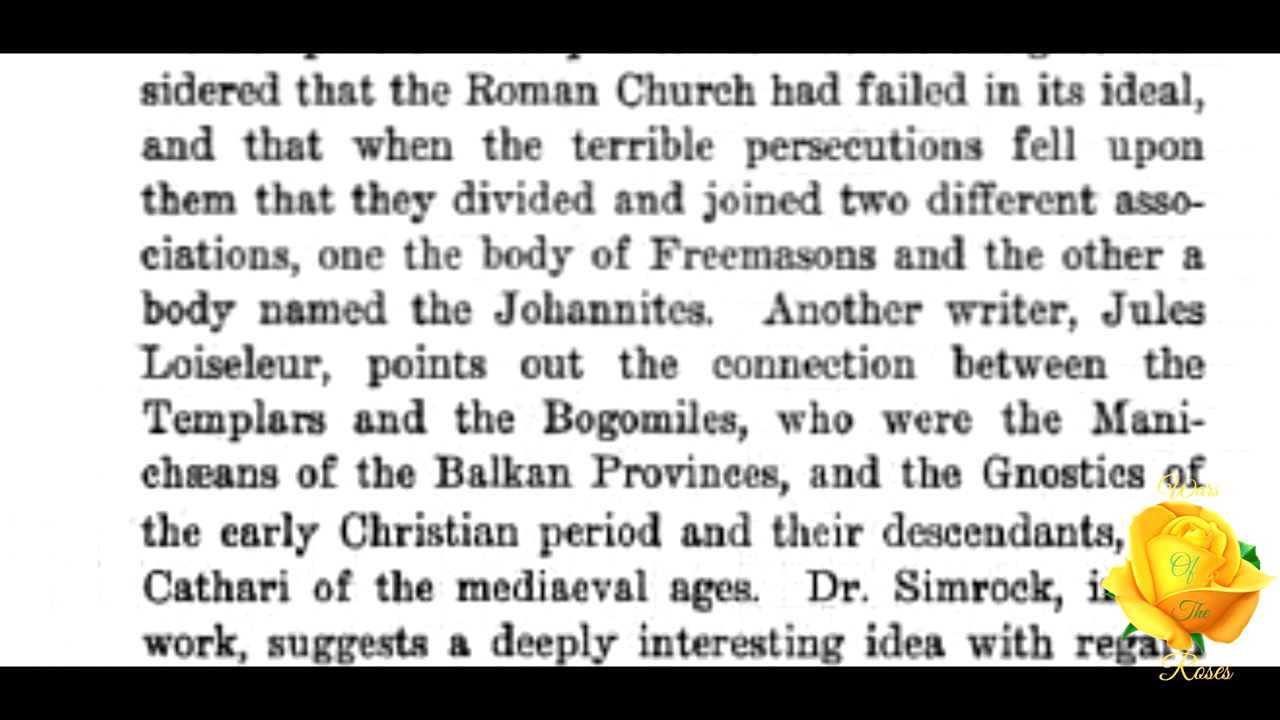 sidered that the Roman Church had failed in its ideal,
and that when the terrible persecutions fell upon
them that they divided and joined two different asso-
ciations, one the body of Freemasons and the other a
body named the Johannites. Another writer, Jules
Loiseleur, points out the connection between the
Templars and the Bogomiles, who were the Mani-
chæans of the Balkan Provinces, and the Gnostics of
the early Christian period and their descendants,
Cathari of the mediaeval ages. Dr. Simrock,
work, suggests a deeply interesting idea with
Wars
Of
The
Roses